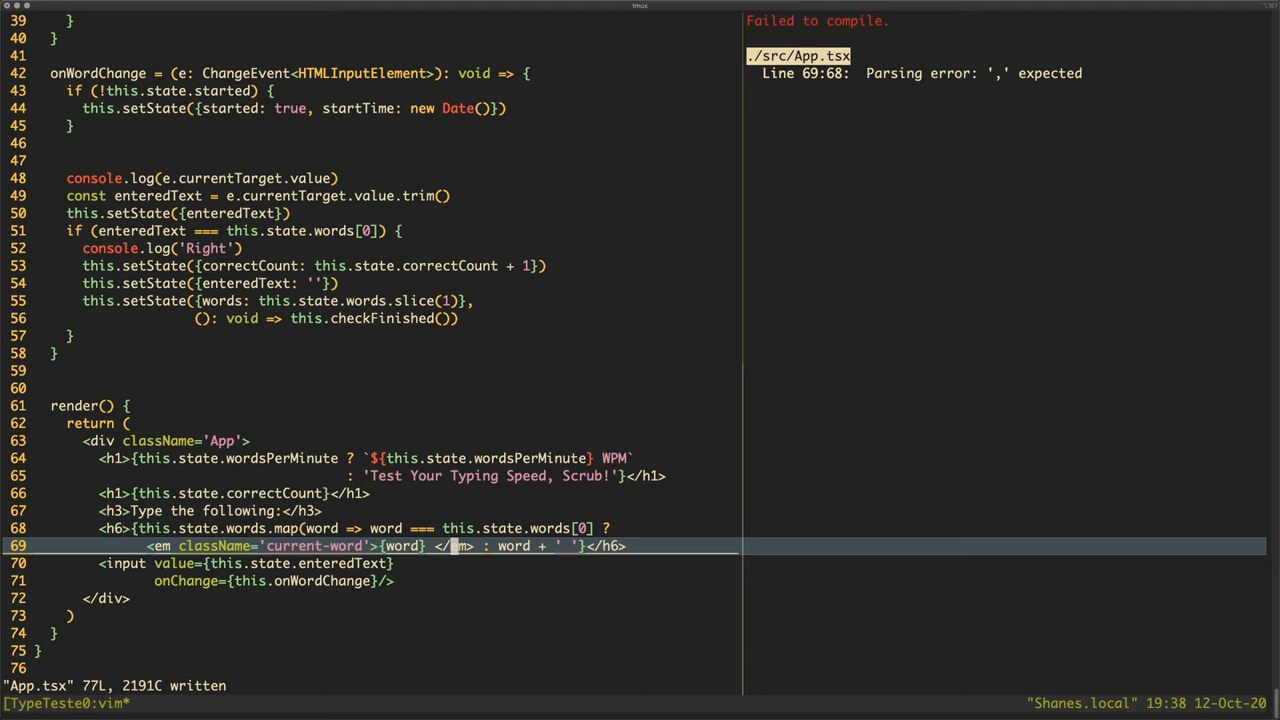 tmux
39       }
40     }
41
42     onWordChange = (e: ChangeEvent<HTMLInputElement>): void => {
43       if (!this.state.started) {
44         this.setState({started: true, startTime: new Date()})
45       }
46
47
48       console.log(e.currentTarget.value)
49       const enteredText = e.currentTarget.value.trim()
50       this.setState({enteredText})
51       if (enteredText === this.state.words[0]) {
52         console.log('Right')
53         this.setState({correctCount: this.state.correctCount + 1})
54         this.setState({enteredText: ''})
55         this.setState({words: this.state.words.slice(1)},
56                       (): void => this.checkFinished())
57       }
58     }
59
60
61     render() {
62       return (
63         <div className='App'>
64           <h1>{this.state.wordsPerMinute ? `${this.state.wordsPerMinute} WPM`
65                                          : 'Test Your Typing Speed, Scrub!'}</h1>
66           <h1>{this.state.correctCount}</h1>
67           <h3>Type the following:</h3>
68           <h6>{this.state.words.map(word => word === this.state.words[0] ?
69                 <em className='current-word'>{word} </em> : word + ' '}</h6>
70           <input value={this.state.enteredText}
71                  onChange={this.onWordChange}/>
72         </div>
73       )
74     }
75   }
76
"App.tsx" 77L, 2191C written
Failed to compile.
./src/App.tsx
  Line 69:68:  Parsing error: ',' expected
[TypeTeste0:vim*
"Shanes.local" 19:38 12-Oct-20